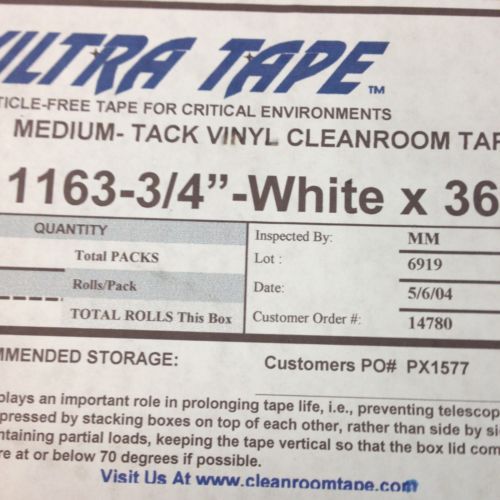 ULTRA TAPE™
TICLE-FREE TAPE FOR CRITICAL ENVIRONMENTS
MEDIUM- TACK VINYL CLEANROOM TAP
1163-3/4"-White x 36
QUANTITY
Total PACKS
Rolls/Pack
TOTAL ROLLS This Box
Inspected By: MM
Lot : 6919
Date: 5/6/04
Customer Order #: 14780
MMENDED STORAGE:
Customers PO# PX1577
plays an important role in prolonging tape life, i.e., preventing telescop
pressed by stacking boxes on top of each other, rather than side by si
ntaining partial loads, keeping the tape vertical so that the box lid com
re at or below 70 degrees if possible.
Visit Us At www.cleanroomtape.com